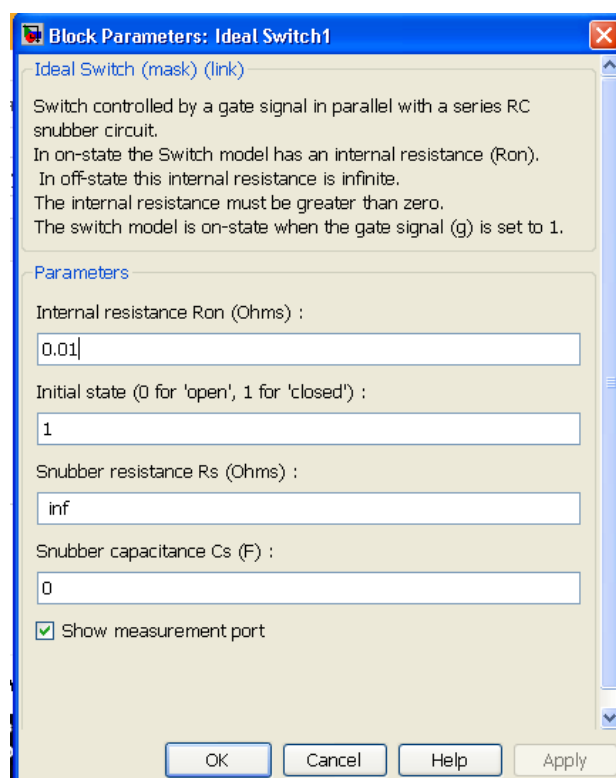 Block Parameters: Ideal Switch1
Ideal Switch (mask) (link)
Switch controlled by a gate signal in parallel with a series RC
snubber circuit.
In on-state the Switch model has an internal resistance (Ron).
In off-state this internal resistance is infinite.
The internal resistance must be greater than zero.
The switch model is on-state when the gate signal (g) is set to 1.
Parameters
Internal resistance Ron (Ohms) :
0.01
Initial state (0 for 'open', 1 for 'closed') :
1
Snubber resistance Rs (Ohms) :
inf
Snubber capacitance Cs (F) :
0
Show measurement port
OK Cancel Help Apply